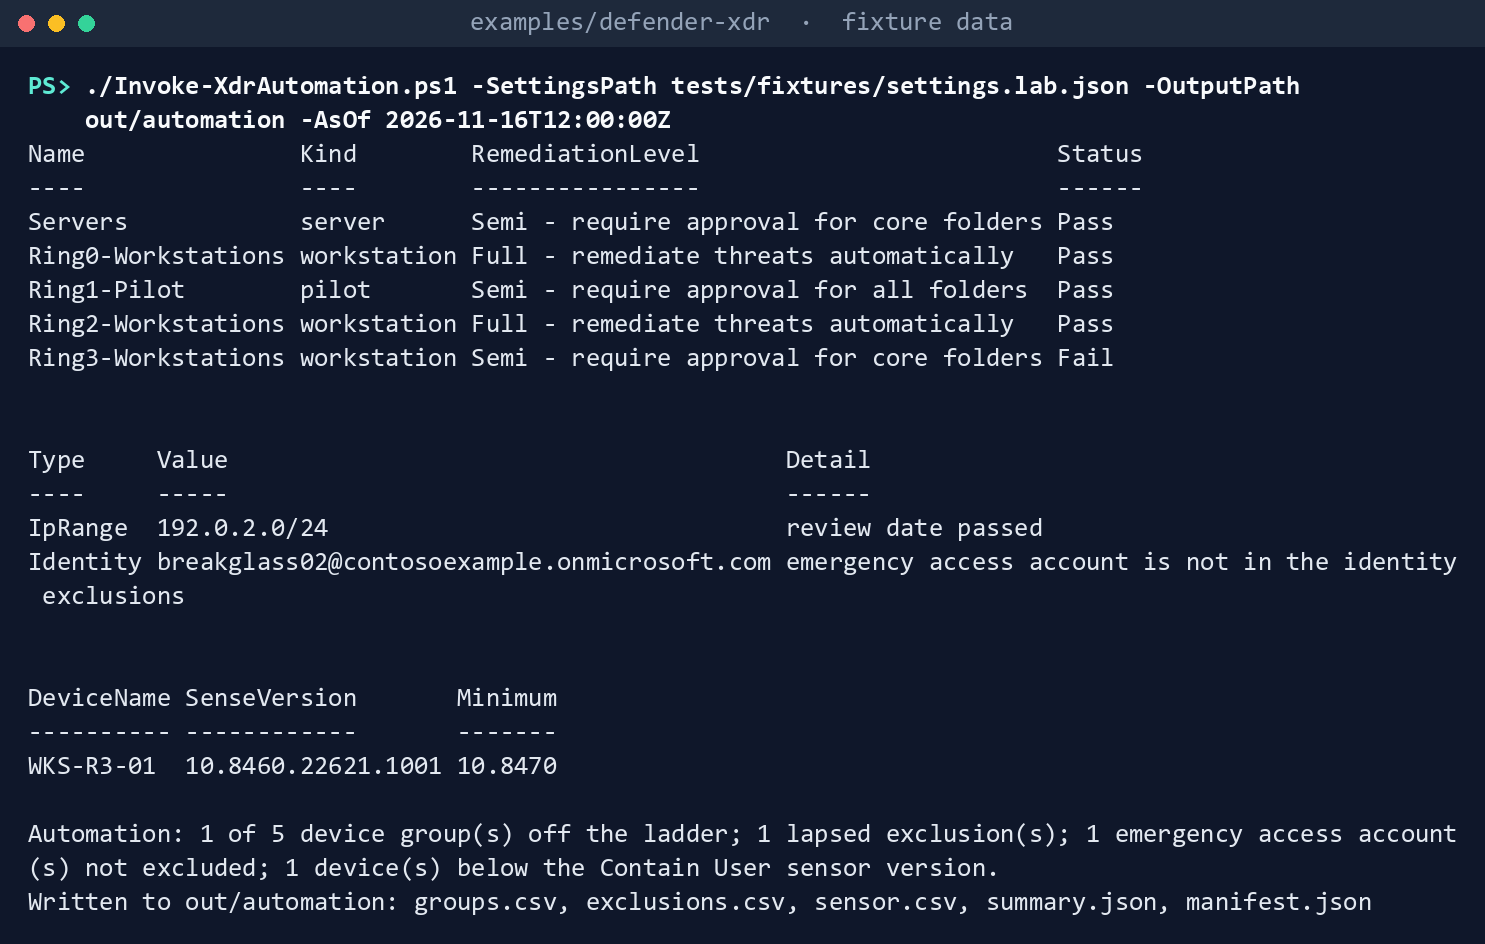 examples/defender-xdr · fixture data
PS> ./Invoke-XdrAutomation.ps1 -SettingsPath tests/fixtures/settings.lab.json -OutputPath
out/automation -AsOf 2026-11-16T12:00:00Z
Name Kind RemediationLevel Status
---- ---- ---------------- ------
Servers server Semi - require approval for core folders Pass
Ring0-Workstations workstation Full - remediate threats automatically Pass
Ring1-Pilot pilot Semi - require approval for all folders Pass
Ring2-Workstations workstation Full - remediate threats automatically Pass
Ring3-Workstations workstation Semi - require approval for core folders Fail
Type Value Detail
---- ----- ------
IpRange 192.0.2.0/24 review date passed
Identity breakglass02@contosoexample.onmicrosoft.com emergency access account is not in the identity
exclusions
DeviceName SenseVersion Minimum
---------- ------------ -------
WKS-R3-01 10.8460.22621.1001 10.8470
Automation: 1 of 5 device group(s) off the ladder; 1 lapsed exclusion(s); 1 emergency access account
(s) not excluded; 1 device(s) below the Contain User sensor version.
Written to out/automation: groups.csv, exclusions.csv, sensor.csv, summary.json, manifest.json